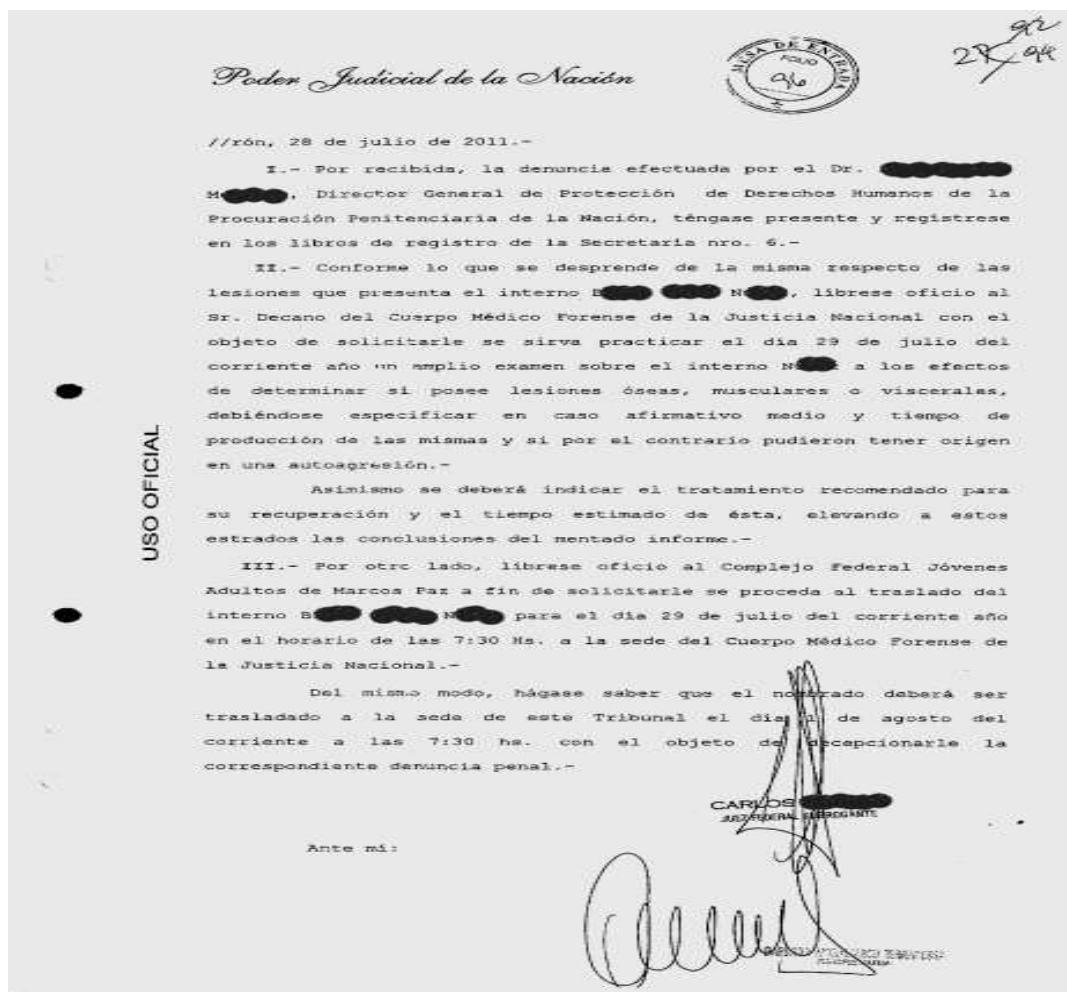 Poder Judicial de la Nación
MESA DE ENTRADA
FOLIO
96
92
94
//rón, 28 de julio de 2011.-
I.- Por recibida, la denuncia efectuada por el Dr.
M, Director General de Protección de Derechos Humanos de la
Procuración Penitenciaria de la Nación, téngase presente y regístrese
en los libros de registro de la Secretaría nro. 6.-
II.- Conforme lo que se desprende de la misma respecto de las
lesiones que presenta el interno B N, líbrese oficio al
Sr. Decano del Cuerpo Médico Forense de la Justicia Nacional con el
objeto de solicitarle se sirva practicar el día 29 de julio del
corriente año un amplio examen sobre el interno N a los efectos
de determinar si posee lesiones óseas, musculares o viscerales,
debiéndose especificar en caso afirmativo medio y tiempo de
producción de las mismas y si por el contrario pudieron tener origen
en una autoagresión.-
Asimismo se deberá indicar el tratamiento recomendado para
su recuperación y el tiempo estimado de ésta, elevando a estos
estrados las conclusiones del mentado informe.-
III.- Por otro lado, líbrese oficio al Complejo Federal Jóvenes
Adultos de Marcos Paz a fin de solicitarle se proceda al traslado del
interno B N para el día 29 de julio del corriente año
en el horario de las 7:30 Hs. a la sede del Cuerpo Médico Forense de
la Justicia Nacional.-
Del mismo modo, hágase saber que el nombrado deberá ser
trasladado a la sede de este Tribunal el día 1 de agosto del
corriente a las 7:30 hs. con el objeto de decepcionarle la
correspondiente denuncia penal.-
USO OFICIAL
CARLOS
JUEZ FEDERAL SUBROGANTE
Ante mi: